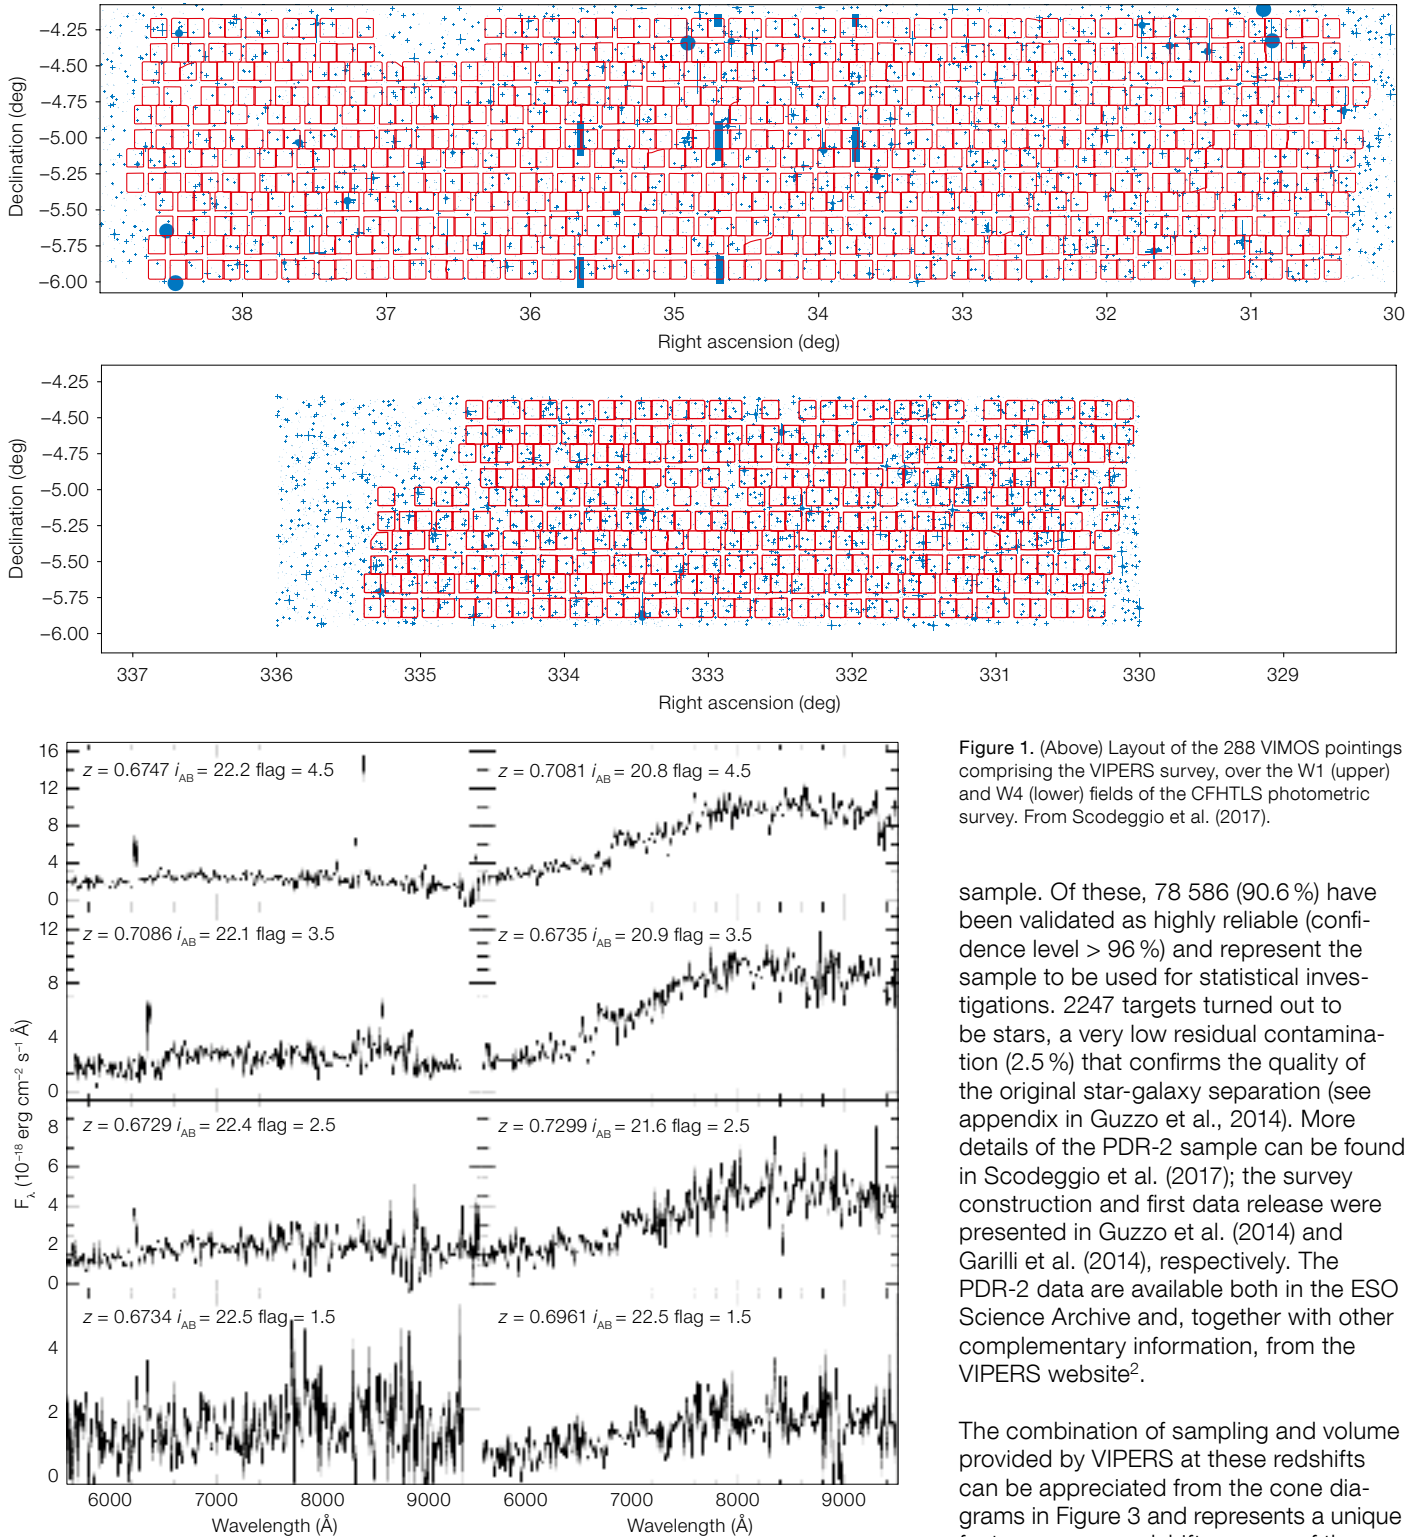 −4.25
−4.50
−4.75
−5.00
−5.25
−5.50
−5.75
−6.00
Declination (deg)
38 37 36 35 34 33 32 31 30
Right ascension (deg)
−4.25
−4.50
−4.75
−5.00
−5.25
−5.50
−5.75
−6.00
Declination (deg
337 336 335 334 333 332 331 330 329
Right ascension (deg)
16
12
8
4
0
z = 0.6747 iAB = 22.2 flag = 4.5
z = 0.7081 iAB = 20.8 flag = 4.5
12
8
4
0
z = 0.7086 iAB = 22.1 flag = 3.5
z = 0.6735 iAB = 20.9 flag = 3.5
8
6
4
2
0
z = 0.6729 iAB = 22.4 flag = 2.5
z = 0.7299 iAB = 21.6 flag = 2.5
4
2
0
z = 0.6734 iAB = 22.5 flag = 1.5
z = 0.6961 iAB = 22.5 flag = 1.5
Fλ (10−18 erg cm−2 s−1 Å)
6000 7000 8000 9000 6000 7000 8000 9000
Wavelength (Å) Wavelength (Å)
Figure 1. (Above) Layout of the 288 VIMOS pointings
comprising the VIPERS survey, over the W1 (upper)
and W4 (lower) fields of the CFHTLS photometric
survey. From Scodeggio et al. (2017).
sample. Of these, 78 586 (90.6 %) have
been validated as highly reliable (confi-
dence level > 96 %) and represent the
sample to be used for statistical inves-
tigations. 2247 targets turned out to
be stars, a very low residual contamina-
tion (2.5 %) that confirms the quality of
the original star-galaxy separation (see
appendix in Guzzo et al., 2014). More
details of the PDR-2 sample can be found
in Scodeggio et al. (2017); the survey
construction and first data release were
presented in Guzzo et al. (2014) and
Garilli et al. (2014), respectively. The
PDR-2 data are available both in the ESO
Science Archive and, together with other
complementary information, from the
VIPERS website2.
The combination of sampling and volume
provided by VIPERS at these redshifts
can be appreciated from the cone dia-
grams in Figure 3 and represents a unique